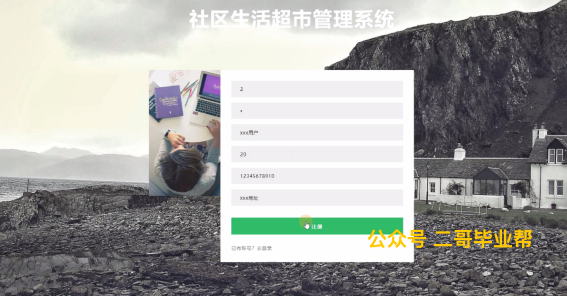 社区生活超市管理系统
2
•
xxx用户
20
12345678910
xxx地址
注册
已有账号?去登录
公众号 二哥毕业帮